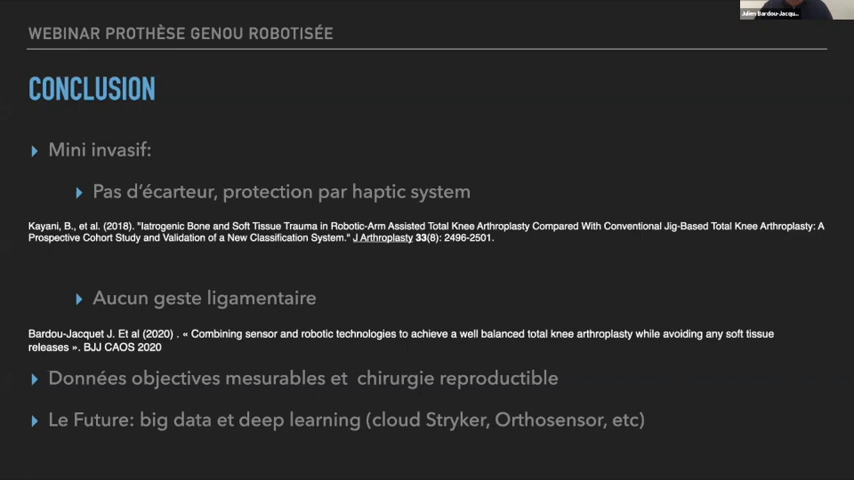 Julien Bardou-Jacqu...
WEBINAR PROTHÈSE GENOU ROBOTISÉE
CONCLUSION
Mini invasif:
Pas d'écarteur, protection par haptic system
Kayani, B., et al. (2018). "Iatrogenic Bone and Soft Tissue Trauma in Robotic-Arm Assisted Total Knee Arthroplasty Compared With Conventional Jig-Based Total Knee Arthroplasty: A
Prospective Cohort Study and Validation of a New Classification System." J Arthroplasty 33(8): 2496-2501.
Aucun geste ligamentaire
Bardou-Jacquet J. Et al (2020) . « Combining sensor and robotic technologies to achieve a well balanced total knee arthroplasty while avoiding any soft tissue
releases ». BJJ CAOS 2020
Données objectives mesurables et  chirurgie reproductible
Le Future: big data et deep learning (cloud Stryker, Orthosensor, etc)